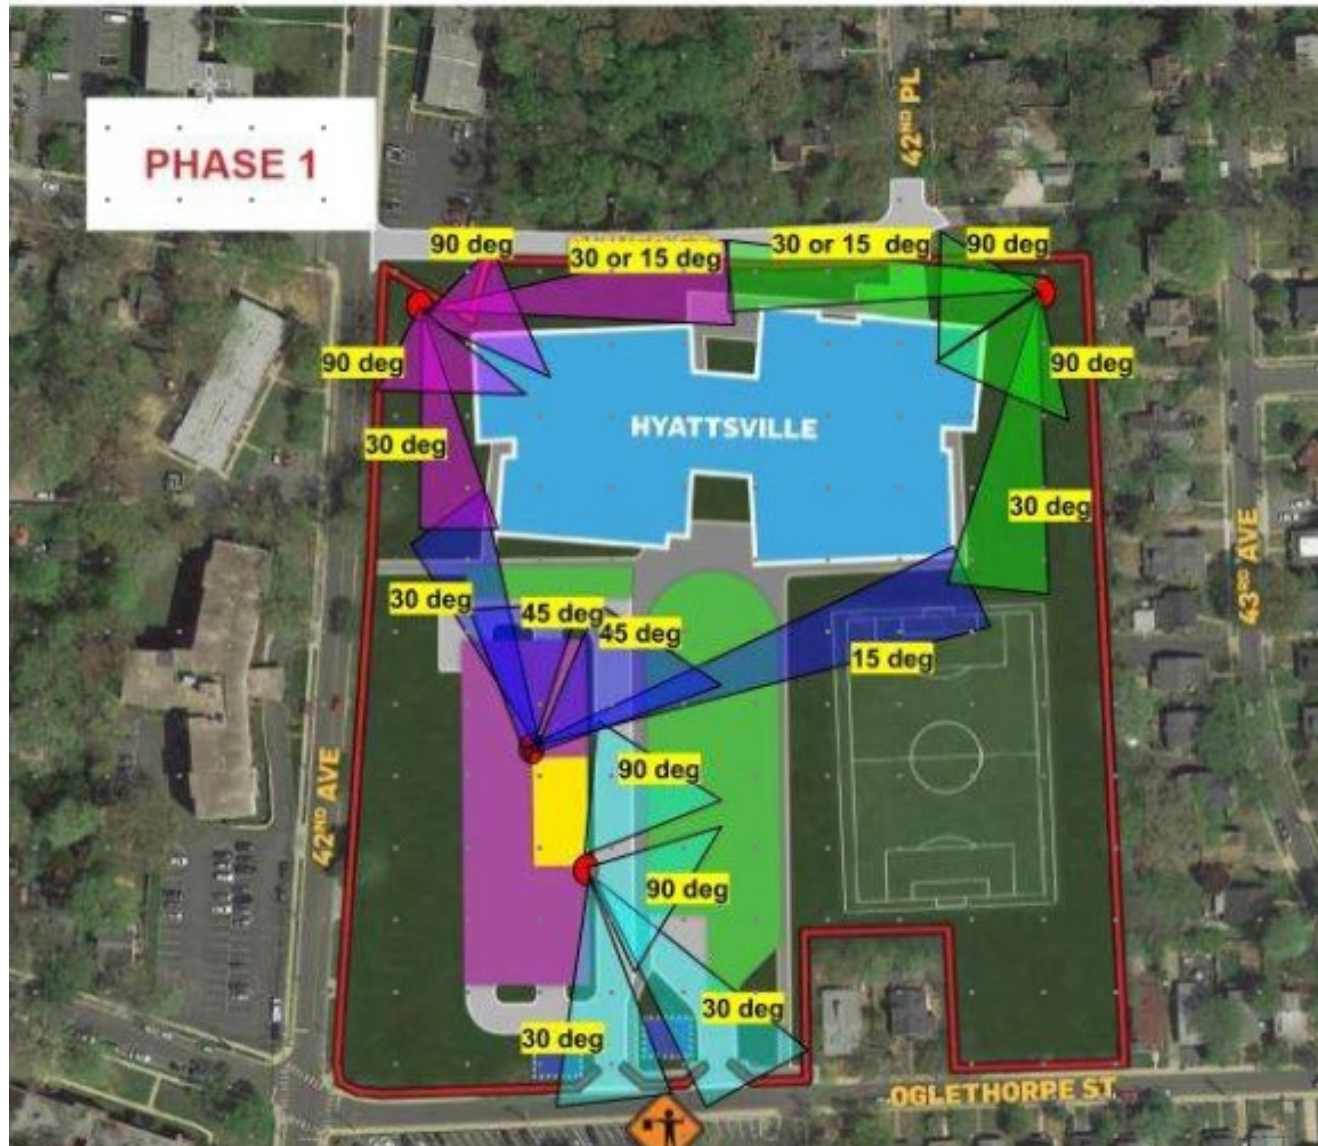 PHASE 1
42ND PL
90 deg
30 or 15 deg
30 or 15 deg
90 deg
90 deg
90 deg
HYATTSVILLE
30 deg
30 deg
43RD AVE
30 deg
45 deg
45 deg
15 deg
42ND AVE
90 deg
90 deg
30 deg
30 deg
OGLETHORPE ST